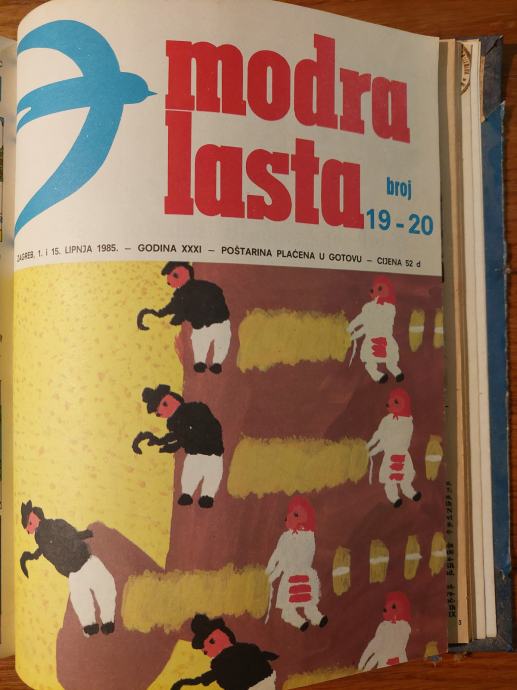 modra
lasta
broj
19-20
ZAGREB, 1. i 15. LIPNJA 1985. — GODINA XXXI — POŠTARINA PLAĆENA U GOTOVU — CIJENA 52 d